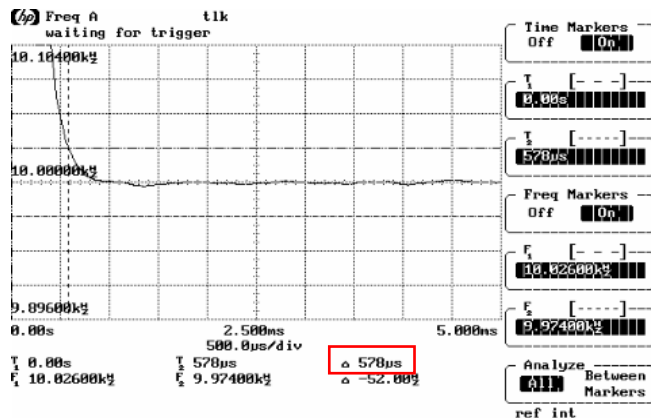 hp Freq A tlk
waiting for trigger
10.10400kHz
10.00000kHz
9.89600kHz
0.00s 2.500ms 5.000ms
500.0µs/div
T1 0.00s T2 578µs △ 578µs
F1 10.02600kHz F2 9.97400kHz △ -52.00Hz
Time Markers
Off On
T1 [- - -]
0.00s
T2 [-----]
578µs
Freq Markers
Off On
F1 [- - -]
10.02600kHz
F2 [-----]
9.97400kHz
Analyze
All Between
Markers
ref int